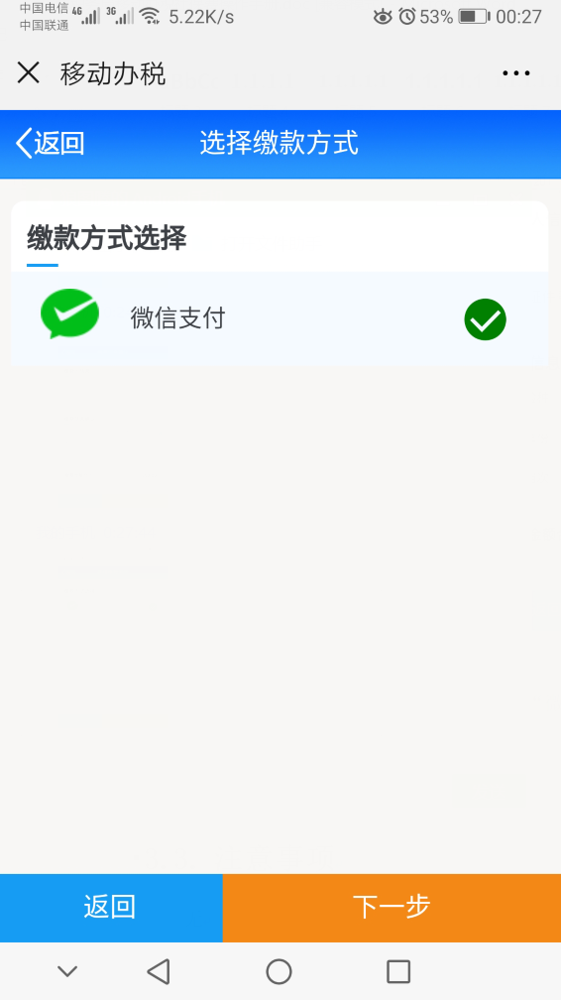 中国电信 4G 3G 5.22K/s 53% 00:27
中国联通
移动办税
返回 选择缴款方式
缴款方式选择
微信支付
返回 下一步